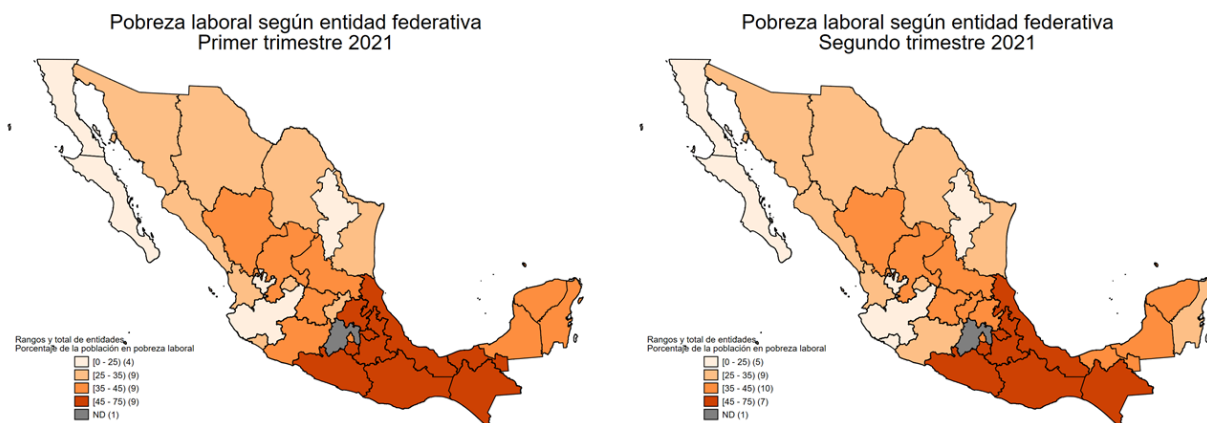 Pobreza laboral según entidad federativa
Primer trimestre 2021
Rangos y total de entidades
Porcentaje de la población en pobreza laboral
[0 - 25) (4)
[25 - 35) (9)
[35 - 45) (9)
[45 - 75) (9)
ND (1)
Pobreza laboral según entidad federativa
Segundo trimestre 2021
Rangos y total de entidades
Porcentaje de la población en pobreza laboral
[0 - 25) (5)
[25 - 35) (9)
[35 - 45) (10)
[45 - 75) (7)
ND (1)